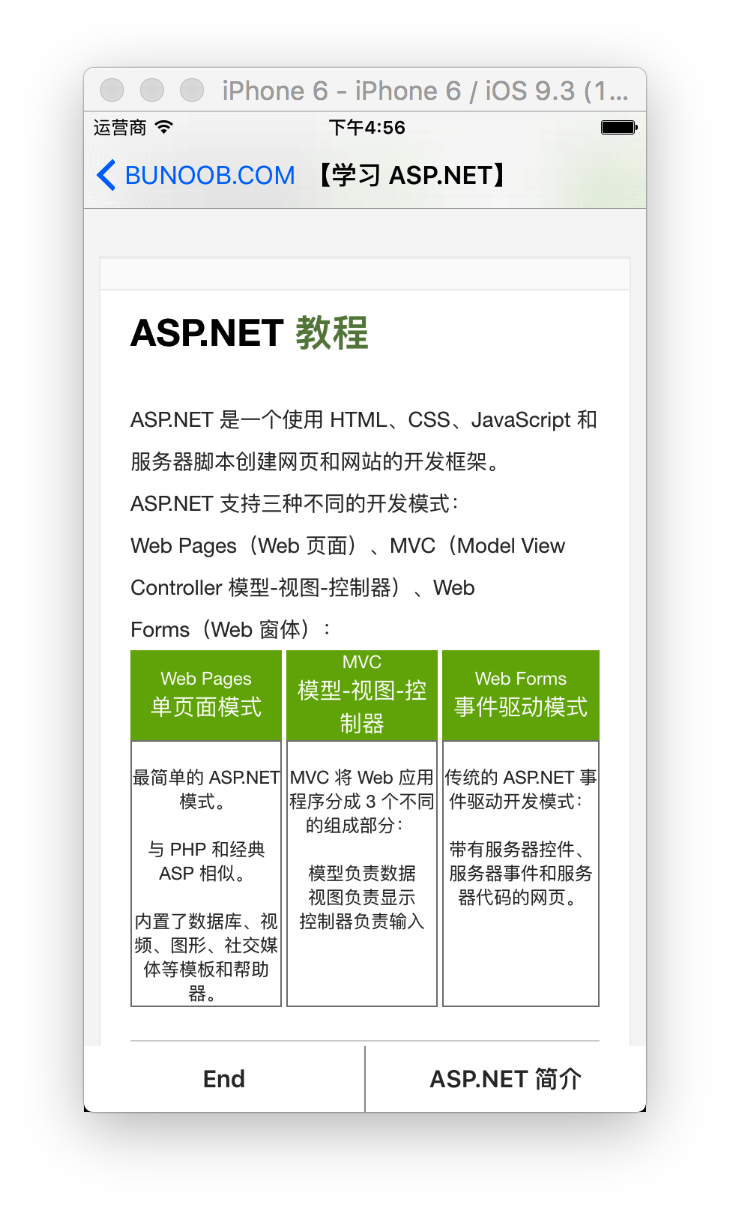 iPhone 6 - iPhone 6 / iOS 9.3 (1...
运营商 下午4:56
BUNOOB.COM 【学习 ASP.NET】
ASP.NET 教程
ASP.NET 是一个使用 HTML、CSS、JavaScript 和
服务器脚本创建网页和网站的开发框架。
ASP.NET 支持三种不同的开发模式：
Web Pages（Web 页面）、MVC（Model View
Controller 模型-视图-控制器）、Web
Forms（Web 窗体）：
Web Pages
单页面模式
MVC
模型-视图-控
制器
Web Forms
事件驱动模式
最简单的 ASP.NET
模式。
与 PHP 和经典
ASP 相似。
内置了数据库、视
频、图形、社交媒
体等模板和帮助
器。
MVC 将 Web 应用
程序分成 3 个不同
的组成部分：
模型负责数据
视图负责显示
控制器负责输入
传统的 ASP.NET 事
件驱动开发模式：
带有服务器控件、
服务器事件和服务
器代码的网页。
End
ASP.NET 简介